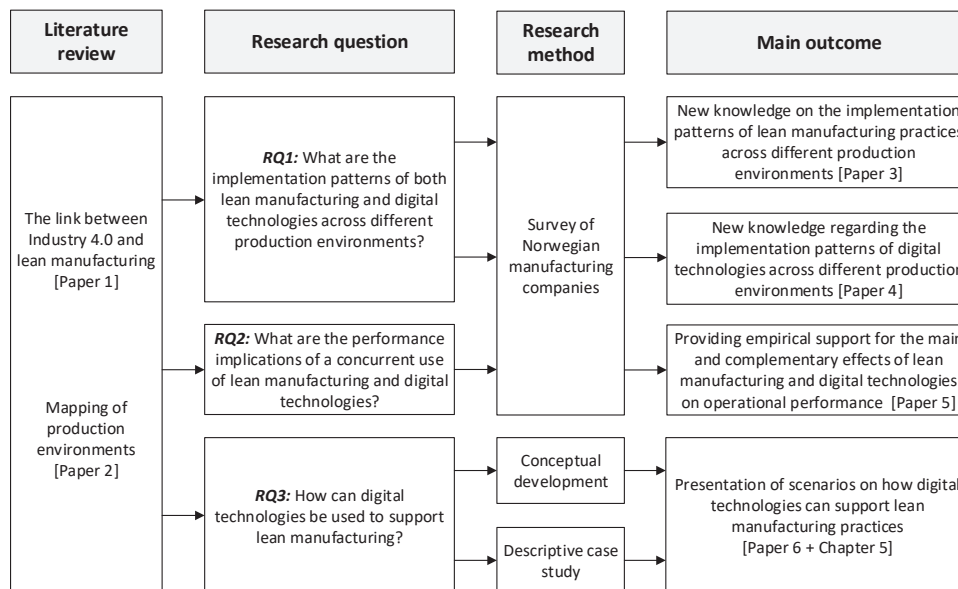 Literature
review
Research question
Research
method
Main outcome
The link between
Industry 4.0 and
lean manufacturing
[Paper 1]
Mapping of
production
environments
[Paper 2]
RQ1: What are the
implementation patterns of both
lean manufacturing and digital
technologies across different
production environments?
RQ2: What are the performance
implications of a concurrent use
of lean manufacturing and digital
technologies?
RQ3: How can digital
technologies be used to support
lean manufacturing?
Survey of
Norwegian
manufacturing
companies
Conceptual
development
Descriptive case
study
New knowledge on the implementation
patterns of lean manufacturing practices
across different production
environments [Paper 3]
New knowledge regarding the
implementation patterns of digital
technologies across different production
environments [Paper 4]
Providing empirical support for the main
and complementary effects of lean
manufacturing and digital technologies
on operational performance [Paper 5]
Presentation of scenarios on how digital
technologies can support lean
manufacturing practices
[Paper 6 + Chapter 5]